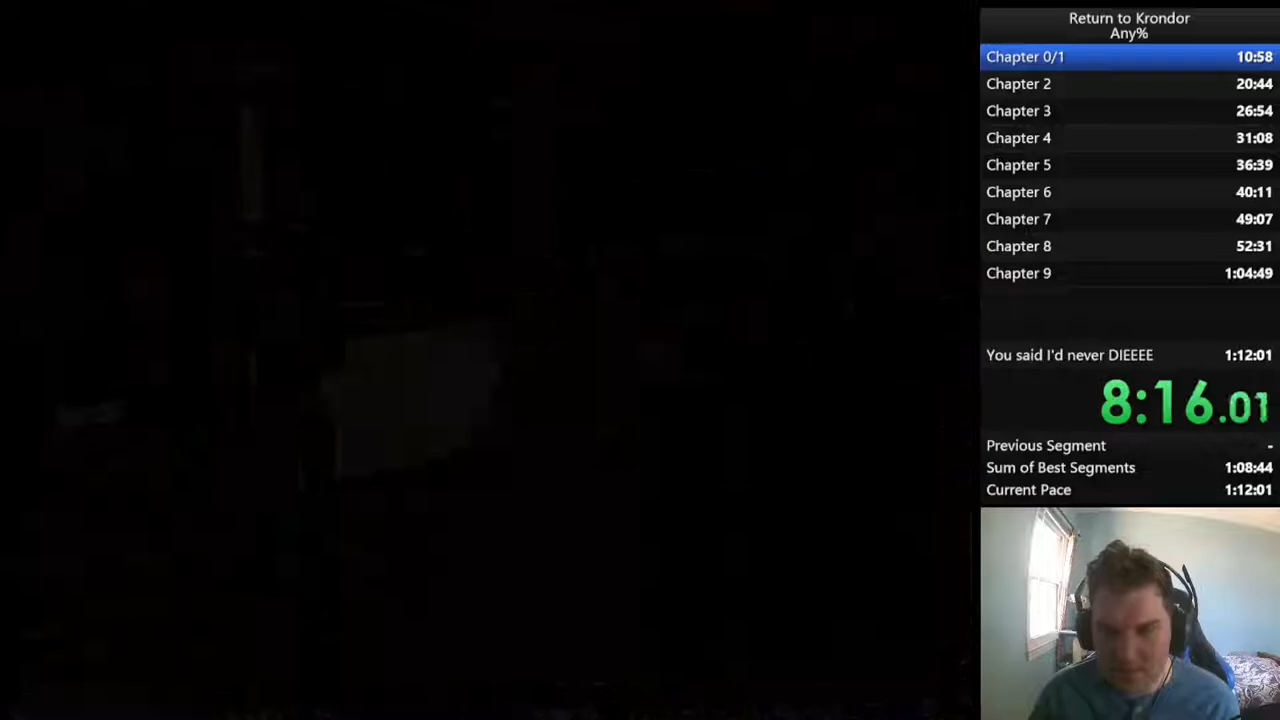 Return to Krondor
Any%
Chapter 0/1 10:58
Chapter 2 20:44
Chapter 3 26:54
Chapter 4 31:08
Chapter 5 36:39
Chapter 6 40:11
Chapter 7 49:07
Chapter 8 52:31
Chapter 9 1:04:49
You said I'd never DIEEEE 1:12:01
8:16.01
Previous Segment -
Sum of Best Segments 1:08:44
Current Pace 1:12:01